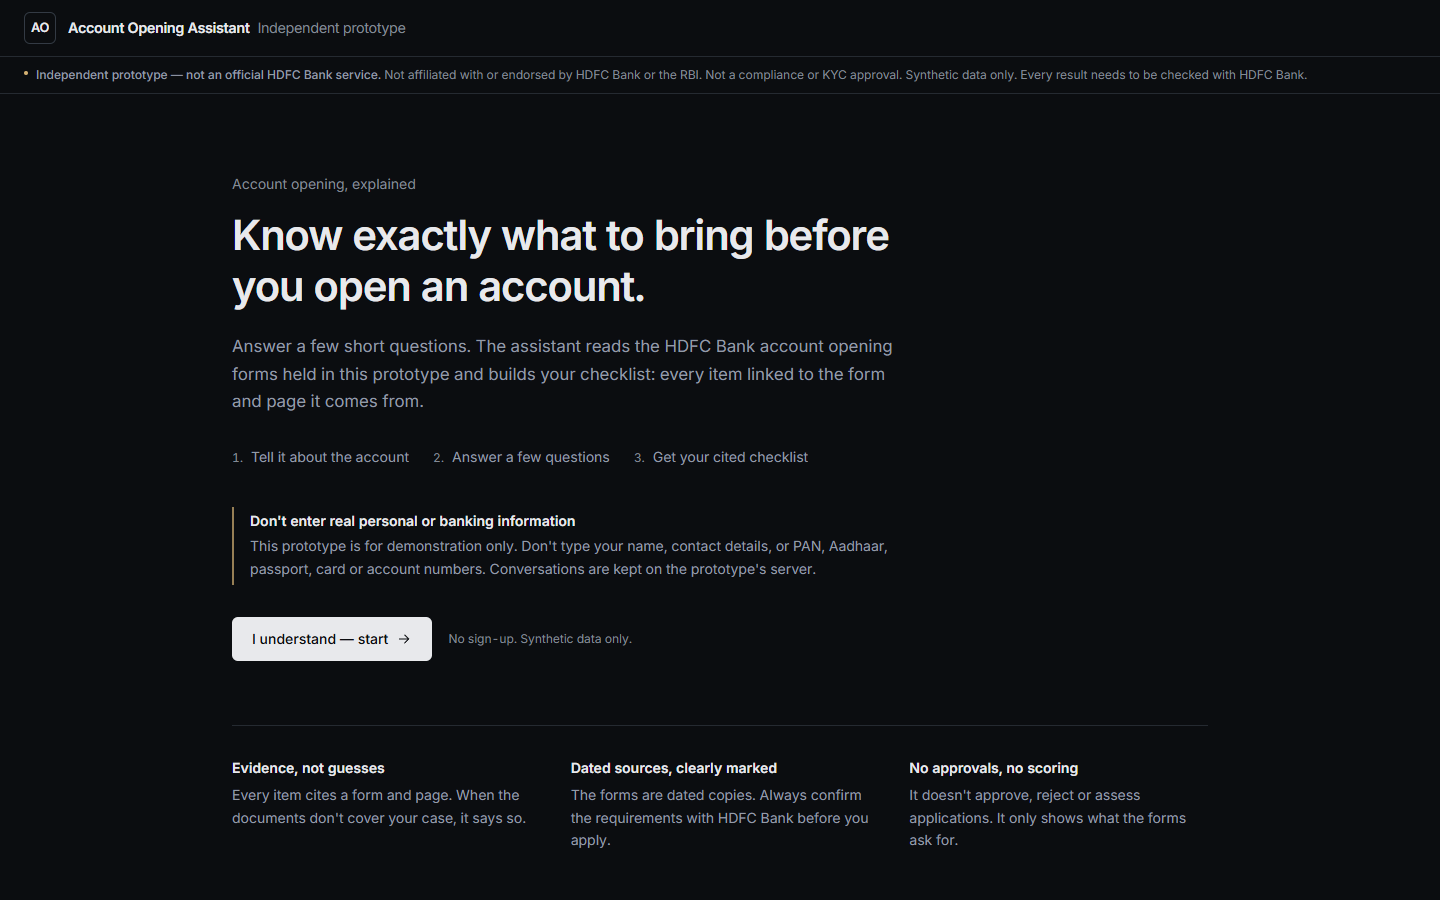 AO Account Opening Assistant Independent prototype
Independent prototype — not an official HDFC Bank service. Not affiliated with or endorsed by HDFC Bank or the RBI. Not a compliance or KYC approval. Synthetic data only. Every result needs to be checked with HDFC Bank.
Account opening, explained
Know exactly what to bring before
you open an account.
Answer a few short questions. The assistant reads the HDFC Bank account opening
forms held in this prototype and builds your checklist: every item linked to the form
and page it comes from.
1. Tell it about the account 2. Answer a few questions 3. Get your cited checklist
Don't enter real personal or banking information
This prototype is for demonstration only. Don't type your name, contact details, or PAN, Aadhaar,
passport, card or account numbers. Conversations are kept on the prototype's server.
I understand — start → No sign-up. Synthetic data only.
Evidence, not guesses
Every item cites a form and page. When the
documents don't cover your case, it says so.
Dated sources, clearly marked
The forms are dated copies. Always confirm
the requirements with HDFC Bank before you
apply.
No approvals, no scoring
It doesn't approve, reject or assess
applications. It only shows what the forms
ask for.